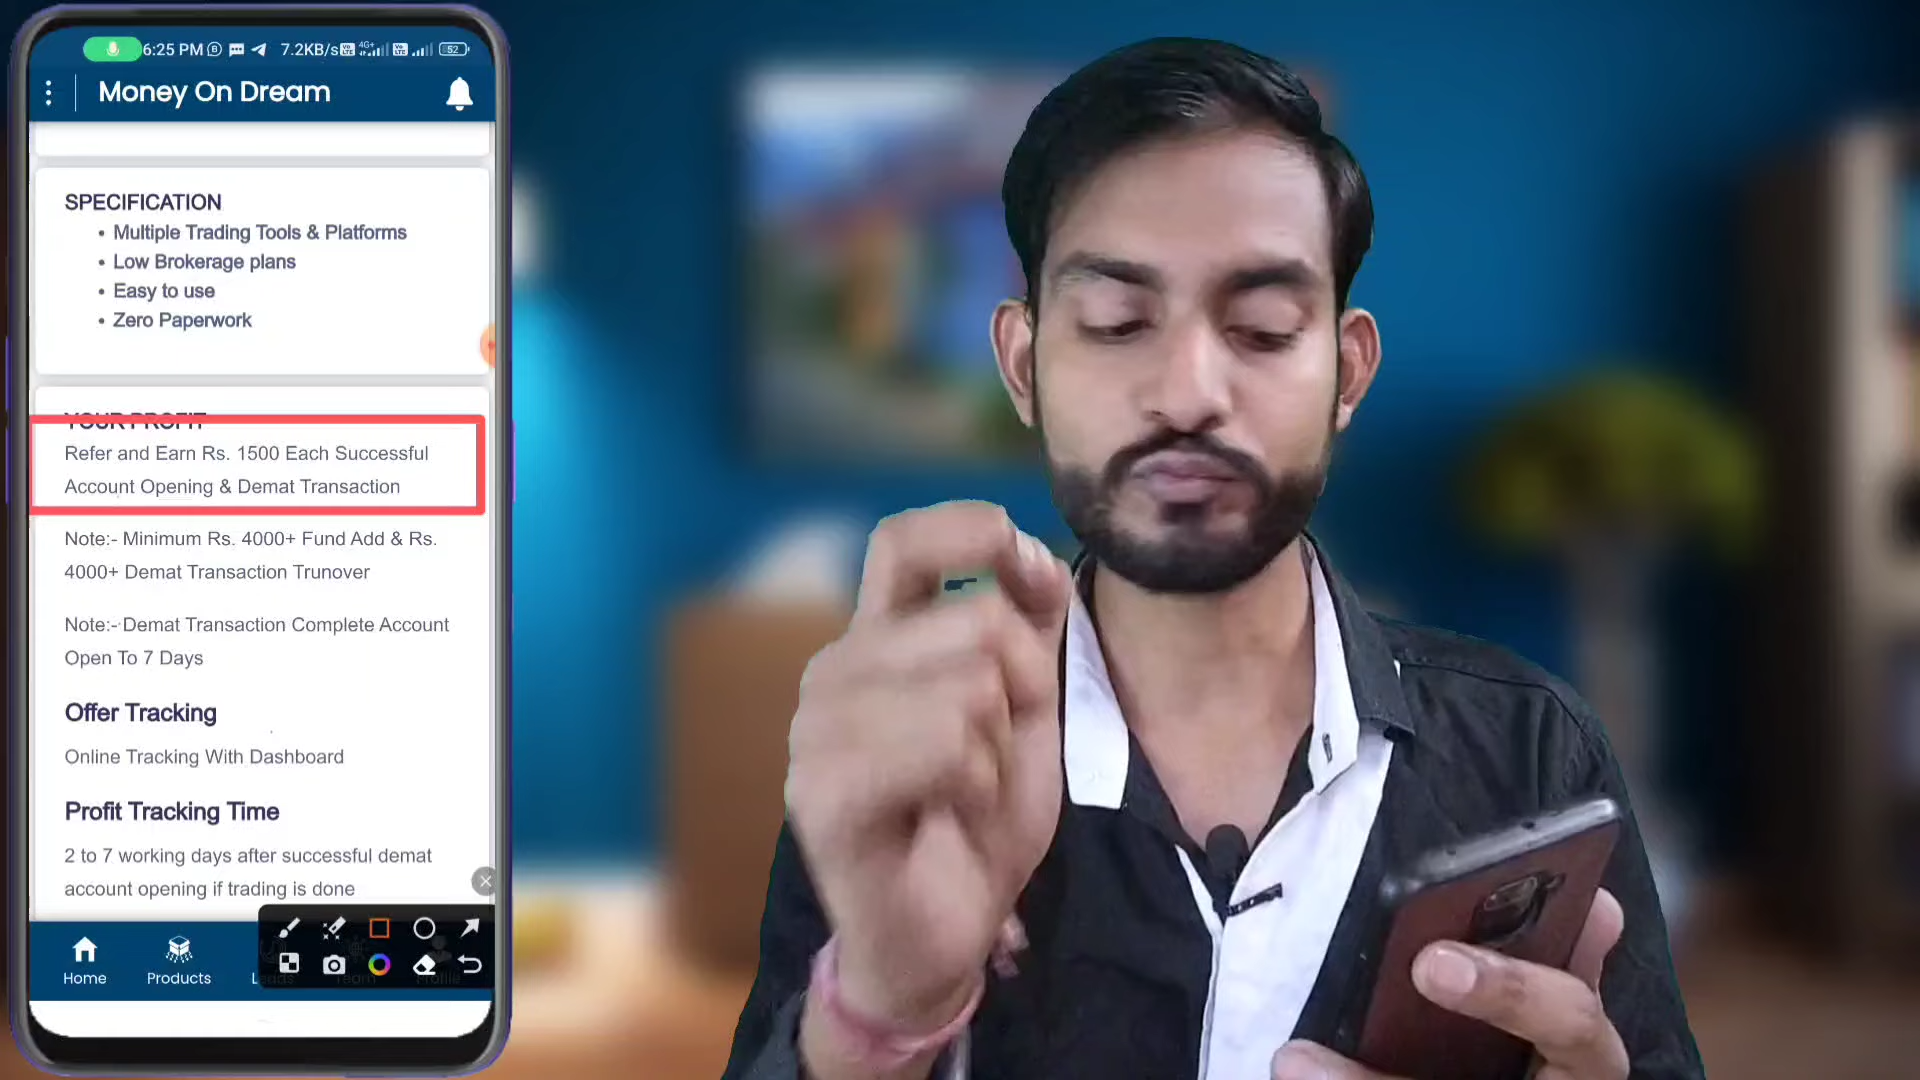 6:25 PM 7.2KB/s 4G+ 52
Money On Dream
SPECIFICATION
• Multiple Trading Tools & Platforms
• Low Brokerage plans
• Easy to use
• Zero Paperwork
YOUR PROFIT
Refer and Earn Rs. 1500 Each Successful
Account Opening & Demat Transaction
Note:- Minimum Rs. 4000+ Fund Add & Rs.
4000+ Demat Transaction Trunover
Note:- Demat Transaction Complete Account
Open To 7 Days
Offer Tracking
Online Tracking With Dashboard
Profit Tracking Time
2 to 7 working days after successful demat
account opening if trading is done
Home Products